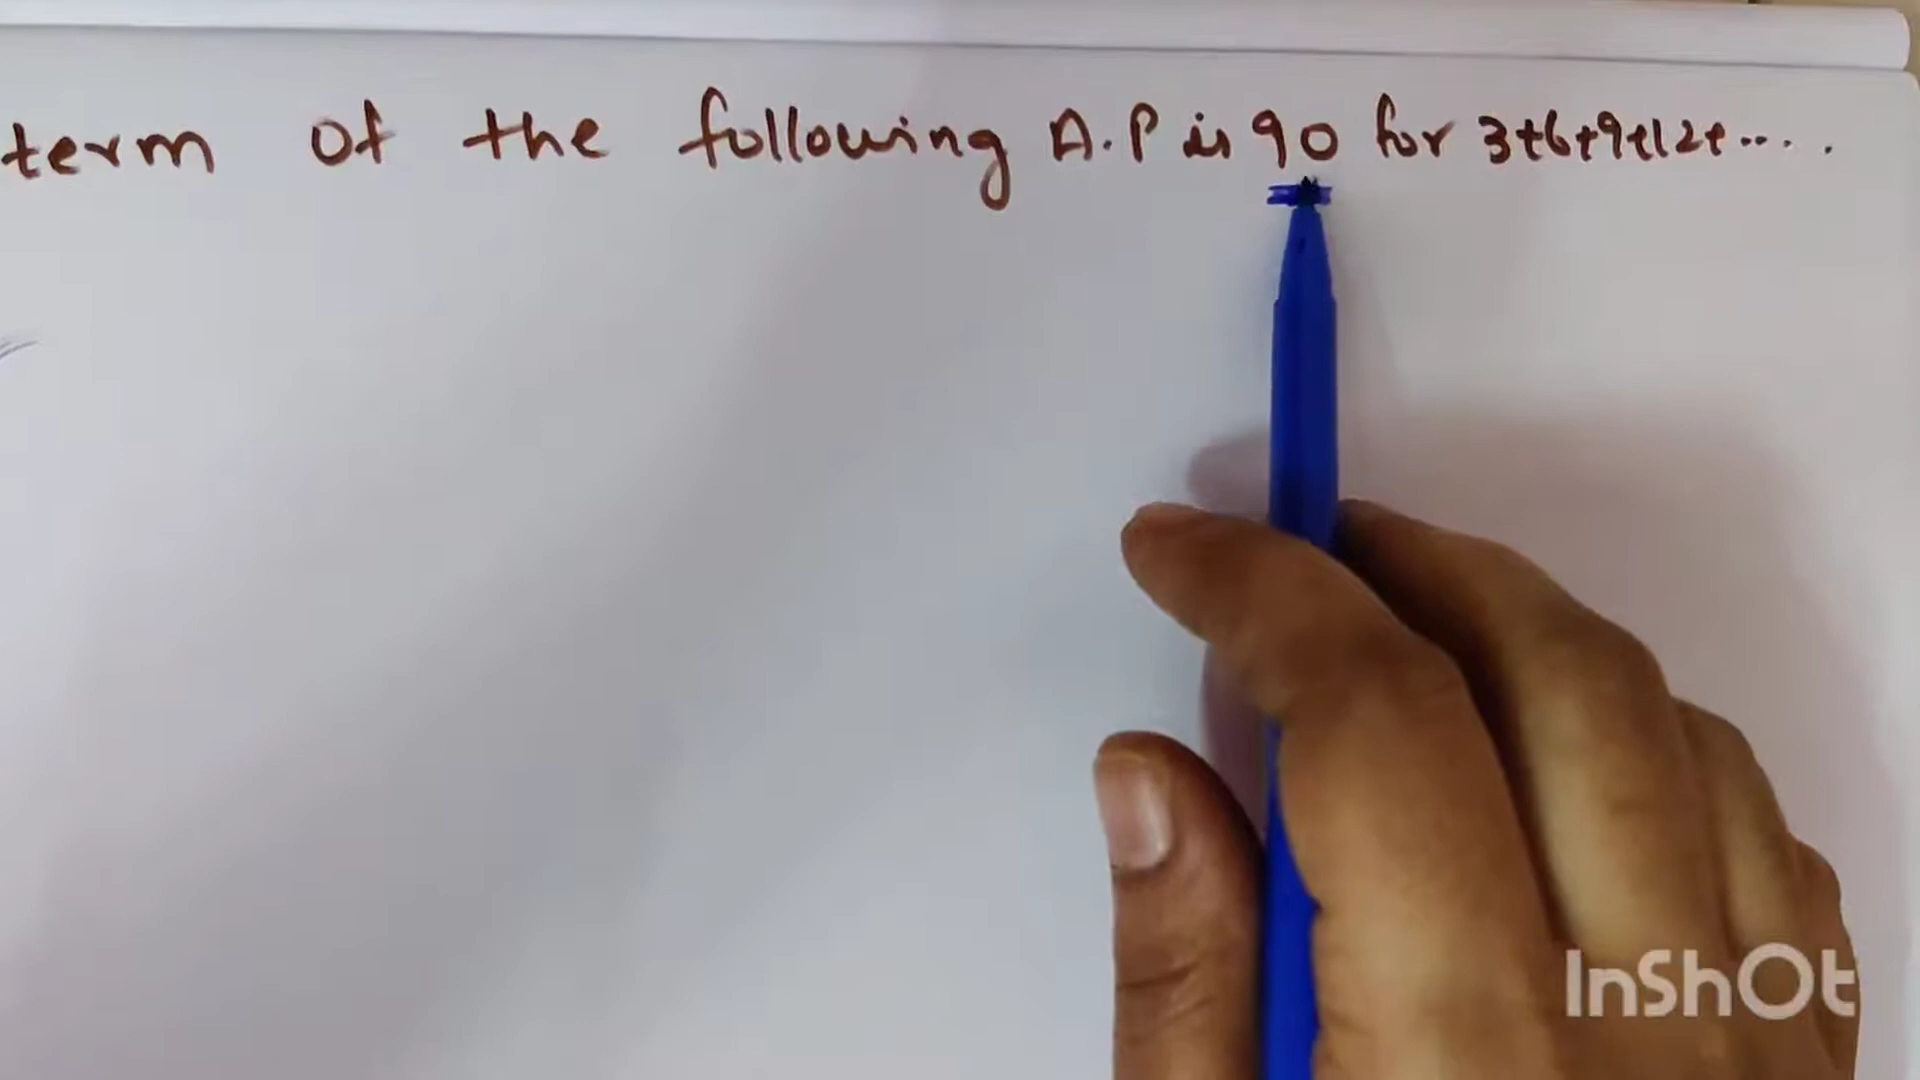 term of the following A.P is 90 for 3+6+9+12+.....
InShOt